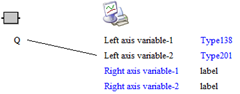 Q
Left axis variable-1 Type138
Left axis variable-2 Type201
Right axis variable-1 label
Right axis variable-2 label